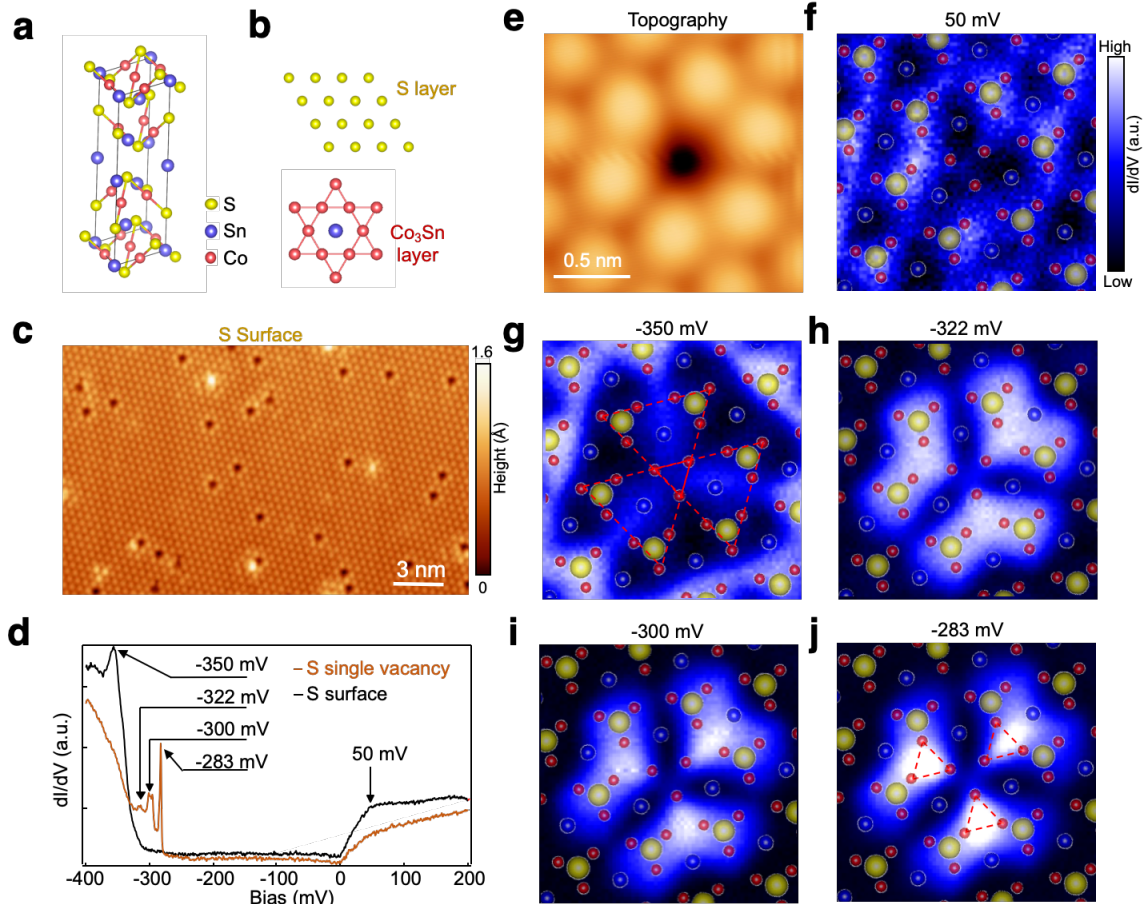 a
b
S layer
S
Sn
Co
Co₃Sn
layer
c
S Surface
1.6
Height (Å)
0
3 nm
d
-350 mV
-322 mV
-300 mV
-283 mV
S single vacancy
S surface
50 mV
dI/dV (a.u.)
-400 -300 -200 -100 0 100 200
Bias (mV)
e
Topography
0.5 nm
f
50 mV
High
dI/dV (a.u.)
Low
g
-350 mV
h
-322 mV
i
-300 mV
j
-283 mV